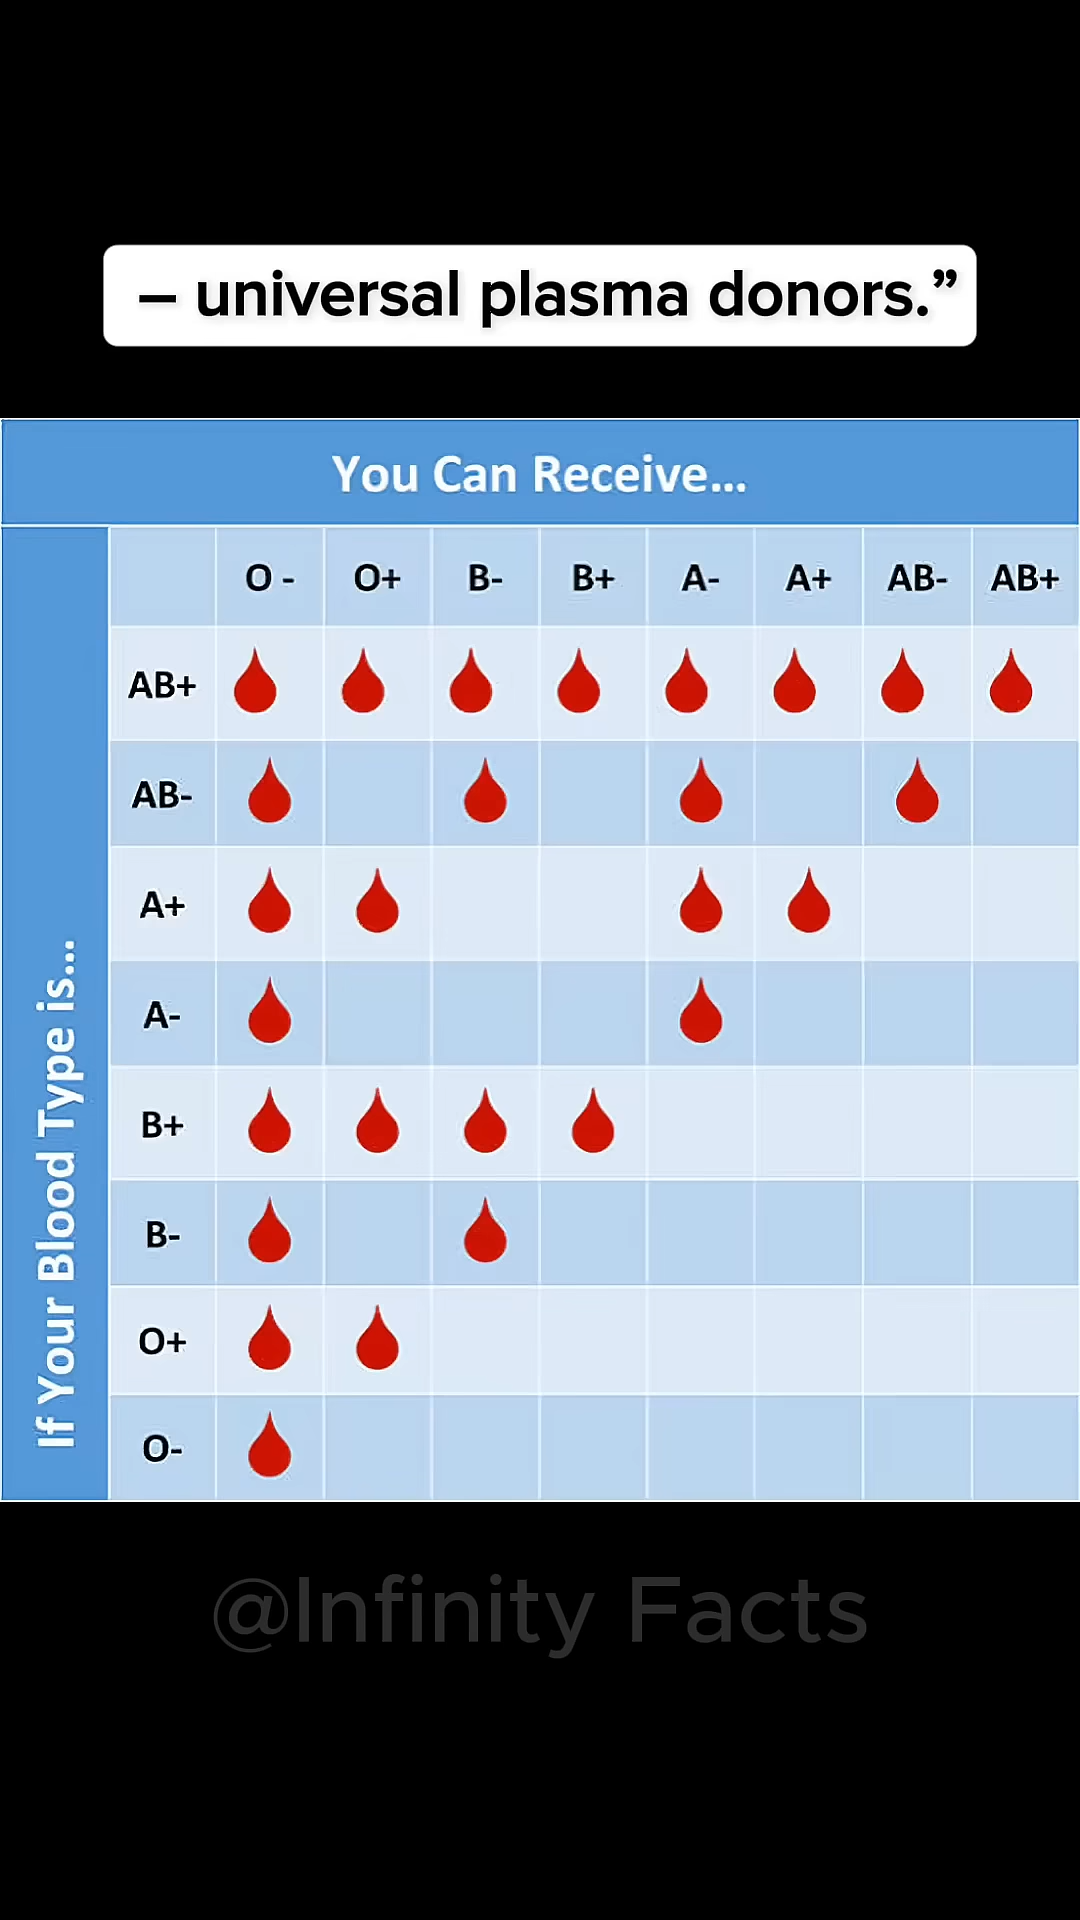 – universal plasma donors.”
You Can Receive...
If Your Blood Type is...
O - O+ B- B+ A- A+ AB- AB+
AB+
AB-
A+
A-
B+
B-
O+
O-
@Infinity Facts